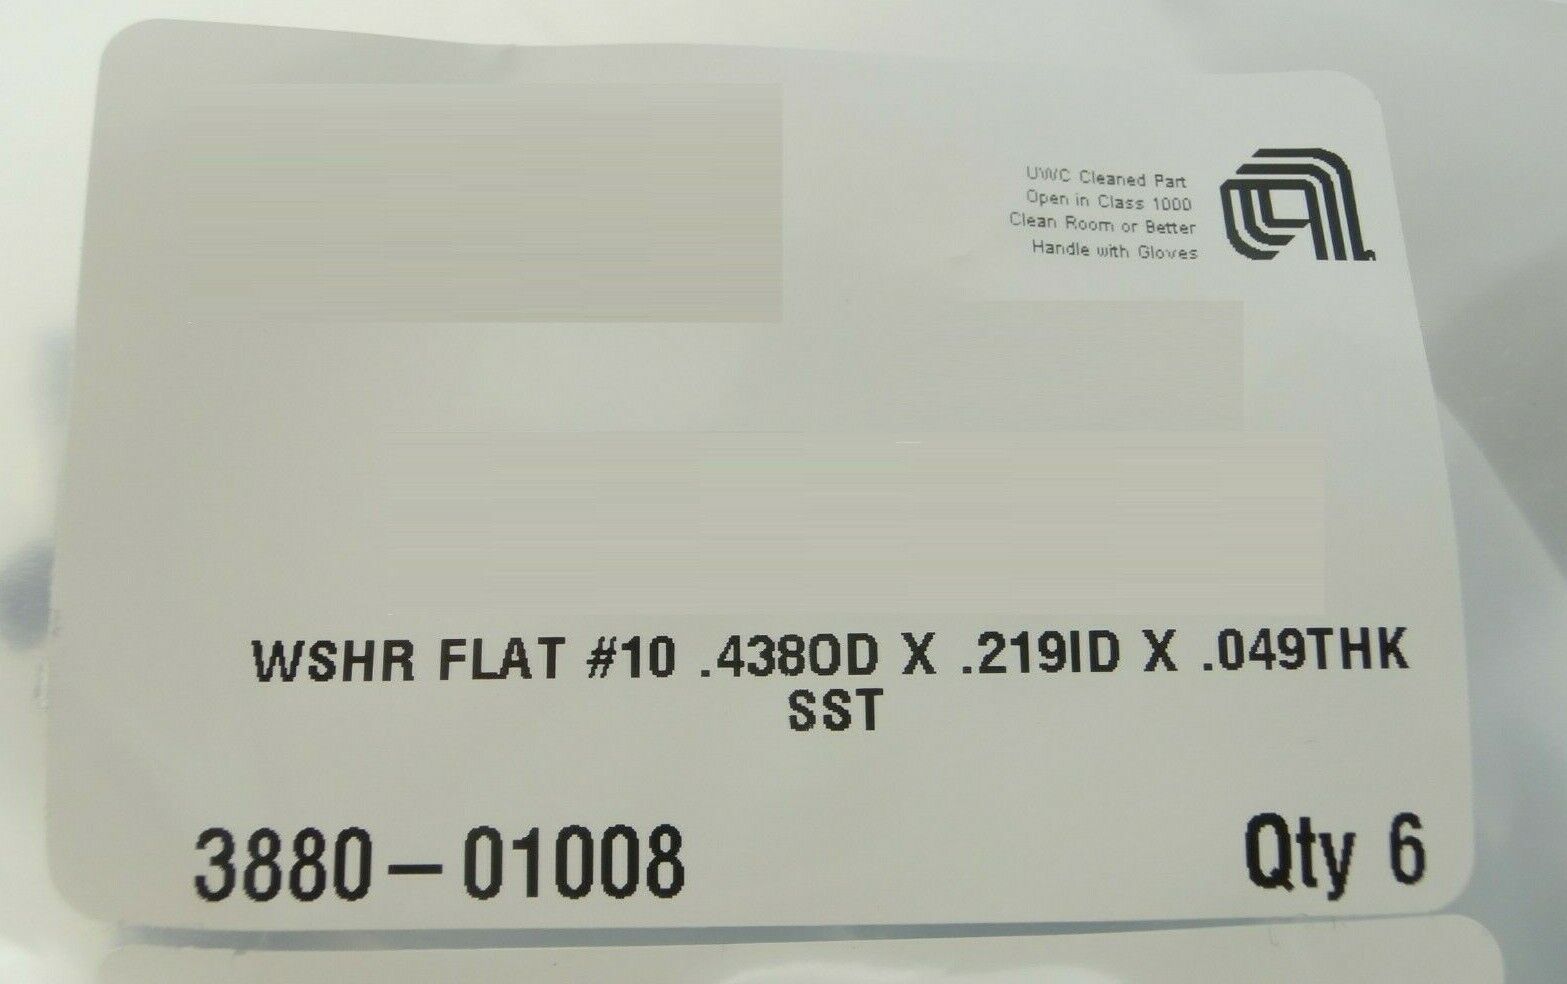 UWC Cleaned Part
Open in Class 1000
Clean Room or Better
Handle with Gloves
WSHR FLAT #10 .438OD X .219ID X .049THK
SST
3880-01008
Qty 6